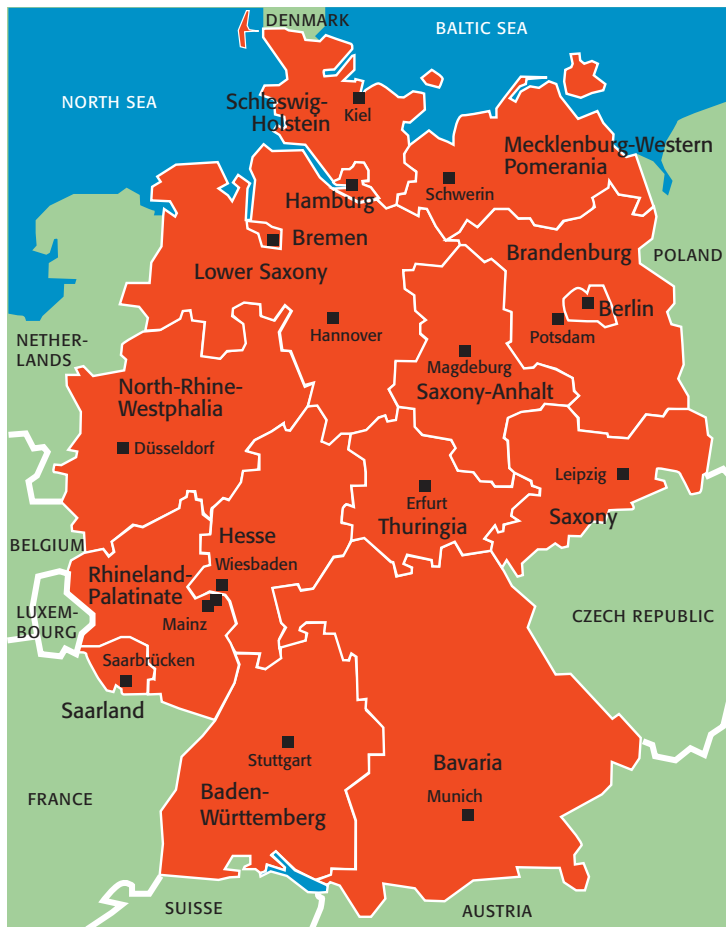 DENMARK
BALTIC SEA
NORTH SEA
Schleswig-
Holstein
Kiel
Mecklenburg-Western
Pomerania
Schwerin
Hamburg
Bremen
Lower Saxony
Brandenburg
POLAND
Berlin
Potsdam
Hannover
NETHER-
LANDS
Magdeburg
Saxony-Anhalt
North-Rhine-
Westphalia
Düsseldorf
Leipzig
Saxony
Erfurt
Thuringia
BELGIUM
Hesse
Wiesbaden
Rhineland-
Palatinate
Mainz
LUXEM-
BOURG
CZECH REPUBLIC
Saarbrücken
Saarland
Stuttgart
Baden-
Württemberg
Bavaria
Munich
FRANCE
SUISSE
AUSTRIA